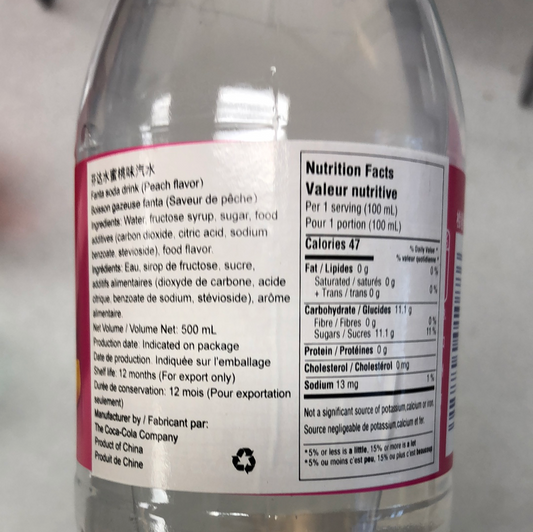 芬达水蜜桃味汽水
Fanta soda drink (Peach flavor)
Boisson gazeuse fanta (Saveur de pêche)
Ingredients: Water, fructose syrup, sugar, food
additives (carbon dioxide, citric acid, sodium
benzoate, stevioside), food flavor.
Ingrédients: Eau, sirop de fructose, sucre,
additifs alimentaires (dioxyde de carbone, acide
citrique, benzoate de sodium, stévioside), arôme
alimentaire.
Net Volume / Volume Net: 500 mL
Production date: Indicated on package
Date de production: Indiquée sur l'emballage
Shelf life: 12 months (For export only)
Durée de conservation: 12 mois (Pour exportation
seulement)
Manufacturer by / Fabricant par:
The Coca-Cola Company
Product of China
Produit de Chine
Nutrition Facts
Valeur nutritive
Per 1 serving (100 mL)
Pour 1 portion (100 mL)
Calories 47
% Daily Value*
% valeur quotidienne*
Fat / Lipides 0 g 0%
Saturated / saturés 0 g
+ Trans / trans 0 g 0%
Carbohydrate / Glucides 11.1 g
Fibre / Fibres 0 g 0%
Sugars / Sucres 11.1 g 11%
Protein / Protéines 0 g
Cholesterol / Cholestérol 0 mg
Sodium 13 mg 1%
Not a significant source of potassium,calcium or iron
Source negligeable de potassium,calcium et fer
*5% or less is a little, 15% or more is a lot
*5% ou moins c'est peu, 15% ou plus c'est beaucoup